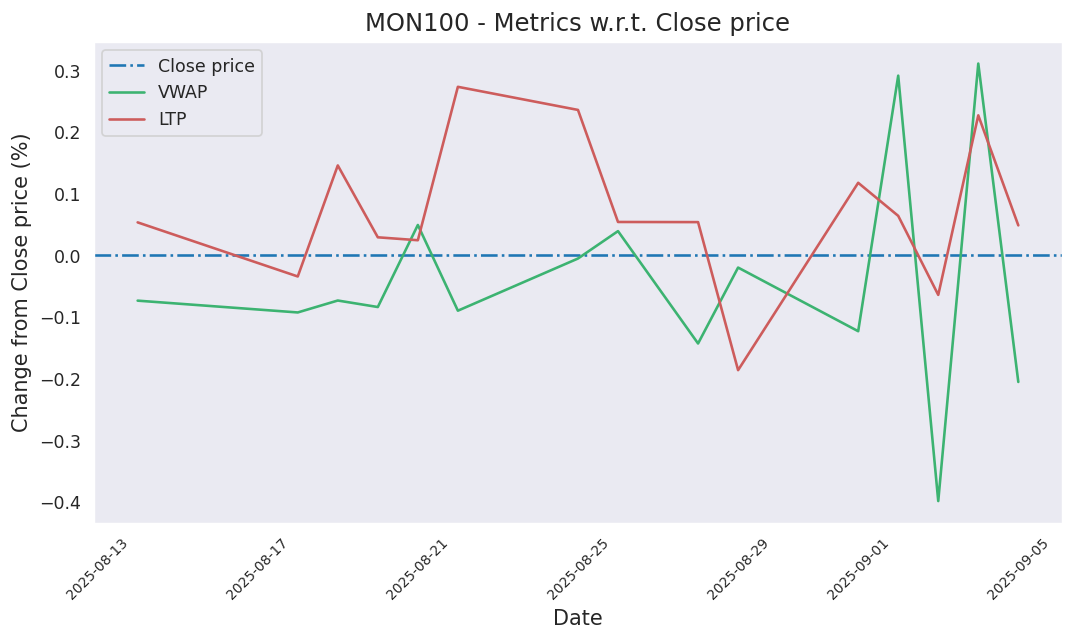 MON100 - Metrics w.r.t. Close price
Close price
VWAP
LTP
Change from Close price (%)
0.3
0.2
0.1
0.0
−0.1
−0.2
−0.3
−0.4
2025-08-13
2025-08-17
2025-08-21
2025-08-25
2025-08-29
2025-09-01
2025-09-05
Date